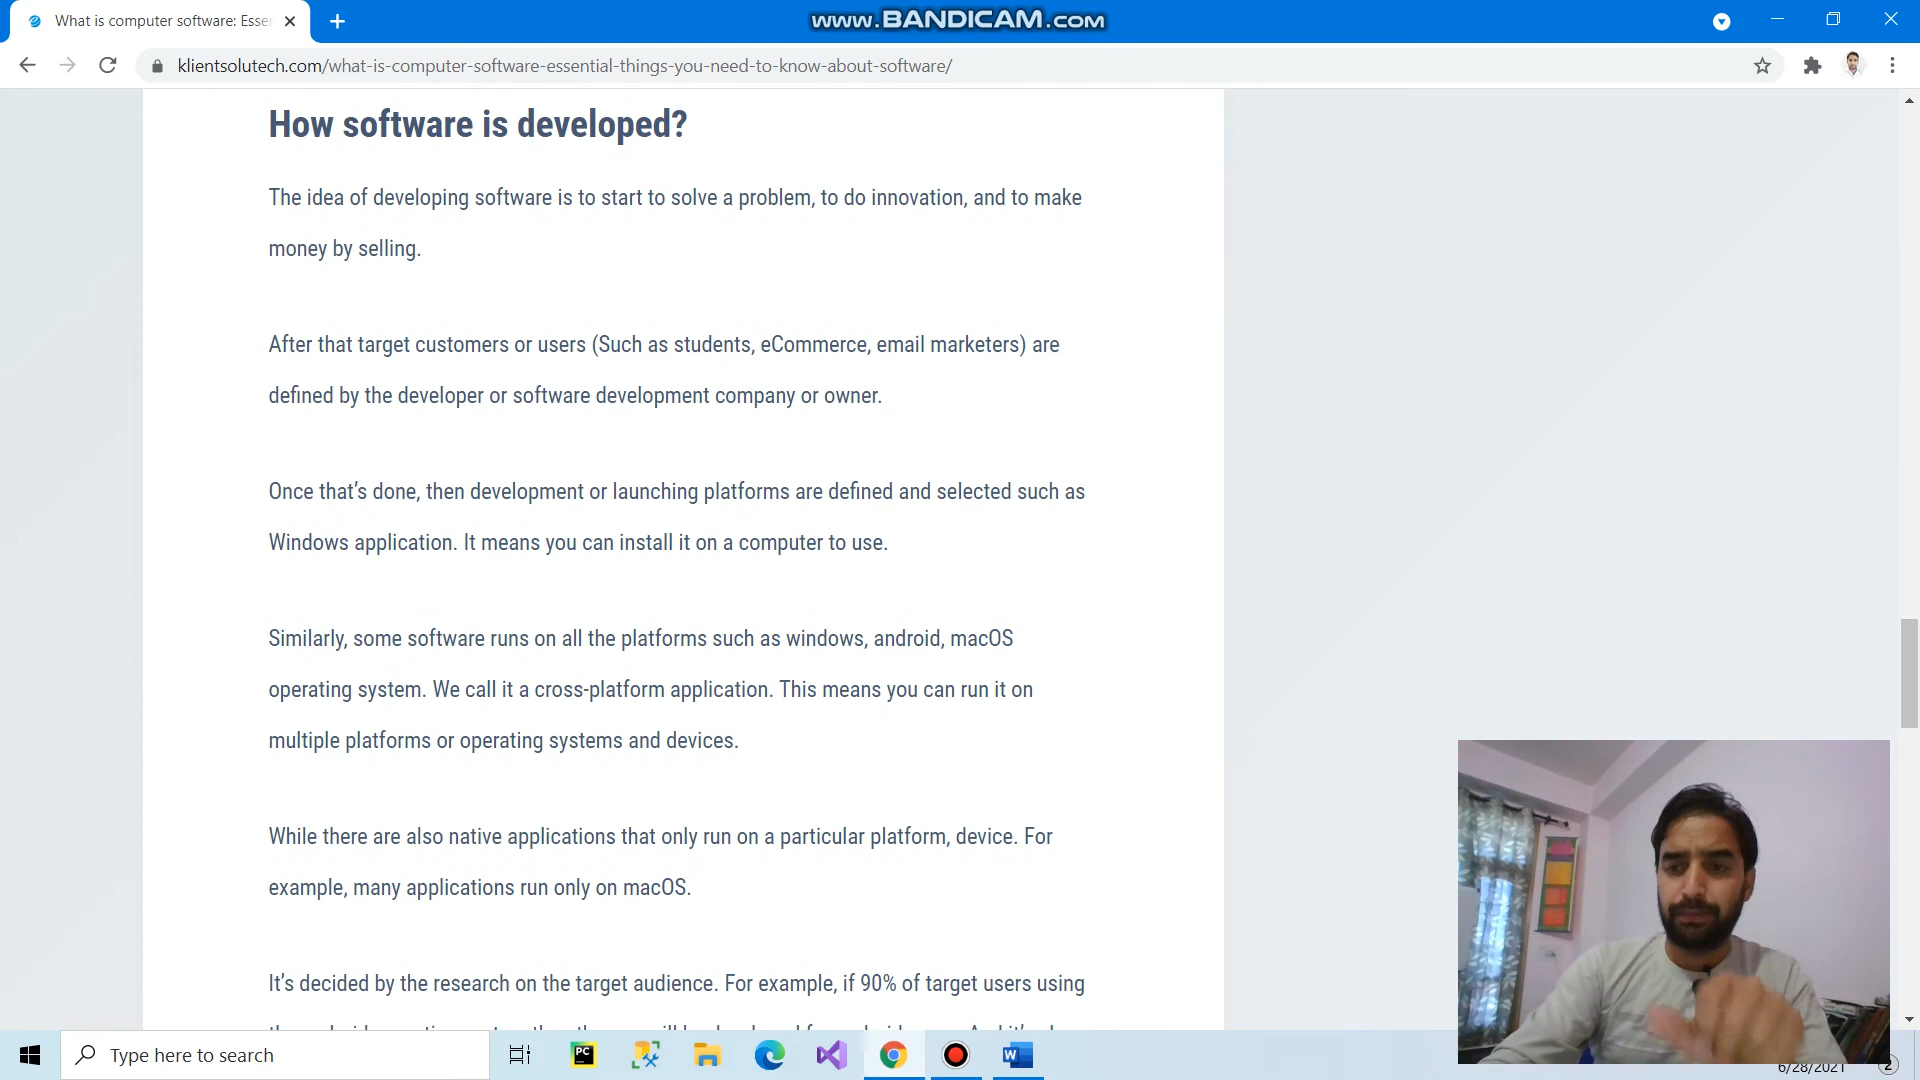 What is computer software: Esse
www.BANDICAM.com
klientsolutech.com/what-is-computer-software-essential-things-you-need-to-know-about-software/
How software is developed?
The idea of developing software is to start to solve a problem, to do innovation, and to make
money by selling.
After that target customers or users (Such as students, eCommerce, email marketers) are
defined by the developer or software development company or owner.
Once that’s done, then development or launching platforms are defined and selected such as
Windows application. It means you can install it on a computer to use.
Similarly, some software runs on all the platforms such as windows, android, macOS
operating system. We call it a cross-platform application. This means you can run it on
multiple platforms or operating systems and devices.
While there are also native applications that only run on a particular platform, device. For
example, many applications run only on macOS.
It’s decided by the research on the target audience. For example, if 90% of target users using
Type here to search
PC
W
6/28/2021
2